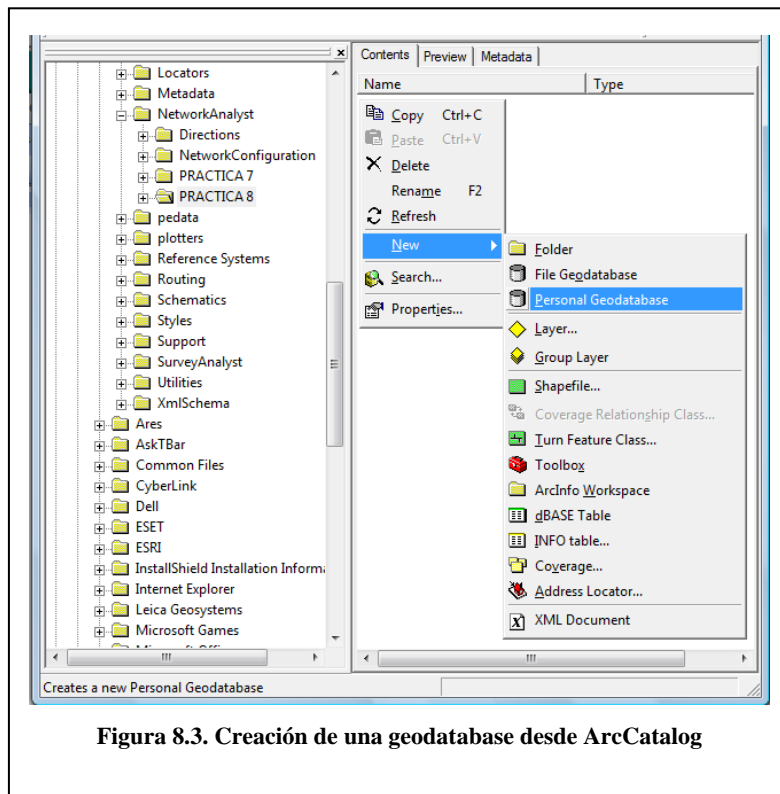 Contents Preview Metadata
Name Type
Locators
Metadata
NetworkAnalyst
Directions
NetworkConfiguration
PRACTICA 7
PRACTICA 8
pedata
plotters
Reference Systems
Routing
Schematics
Styles
Support
SurveyAnalyst
Utilities
XmlSchema
Ares
AskTBar
Common Files
CyberLink
Dell
ESET
ESRI
InstallShield Installation Inform
Internet Explorer
Leica Geosystems
Microsoft Games
Copy Ctrl+C
Paste Ctrl+V
Delete
Rename F2
Refresh
New
Search...
Properties...
Folder
File Geodatabase
Personal Geodatabase
Layer...
Group Layer
Shapefile...
Coverage Relationship Class...
Turn Feature Class...
Toolbox
ArcInfo Workspace
dBASE Table
INFO table...
Coverage...
Address Locator...
XML Document
Creates a new Personal Geodatabase
Figura 8.3. Creación de una geodatabase desde ArcCatalog